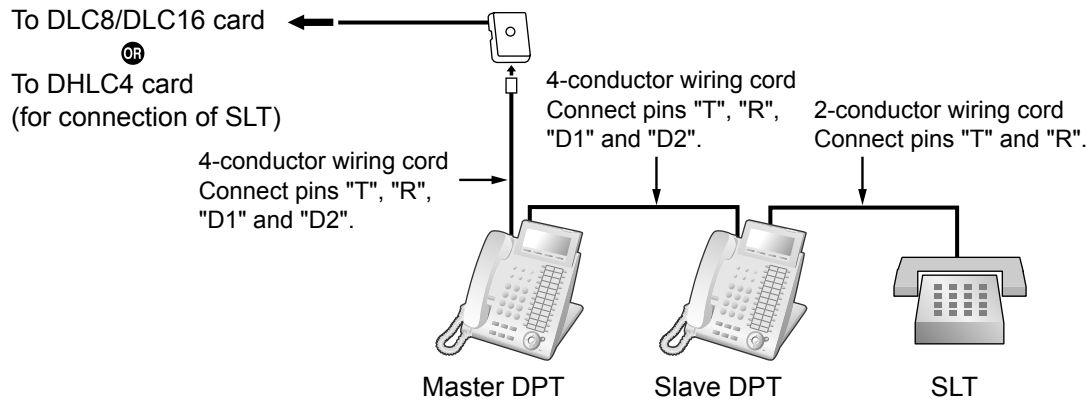 To DLC8/DLC16 card
OR
To DHLC4 card
(for connection of SLT)
4-conductor wiring cord
Connect pins "T", "R",
"D1" and "D2".
4-conductor wiring cord
Connect pins "T", "R",
"D1" and "D2".
2-conductor wiring cord
Connect pins "T" and "R".
Master DPT
Slave DPT
SLT